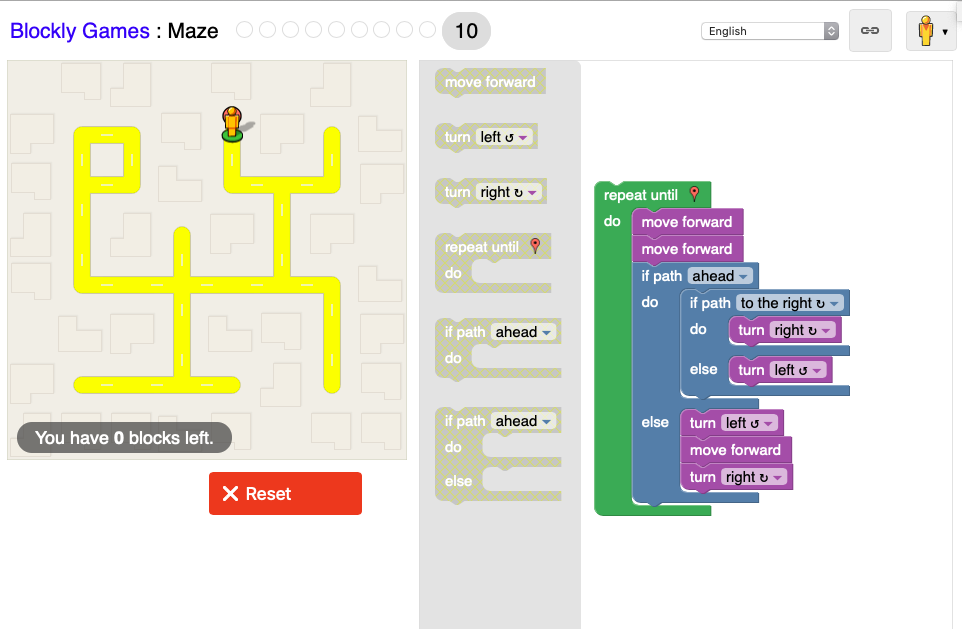 Blockly Games : Maze 10 English
move forward
turn left ↺
turn right ↻
repeat until
do
if path ahead
do
if path ahead
do
else
repeat until
do move forward
move forward
if path ahead
do if path to the right ↻
do turn right ↻
else turn left ↺
else turn left ↺
move forward
turn right ↻
You have 0 blocks left.
Reset